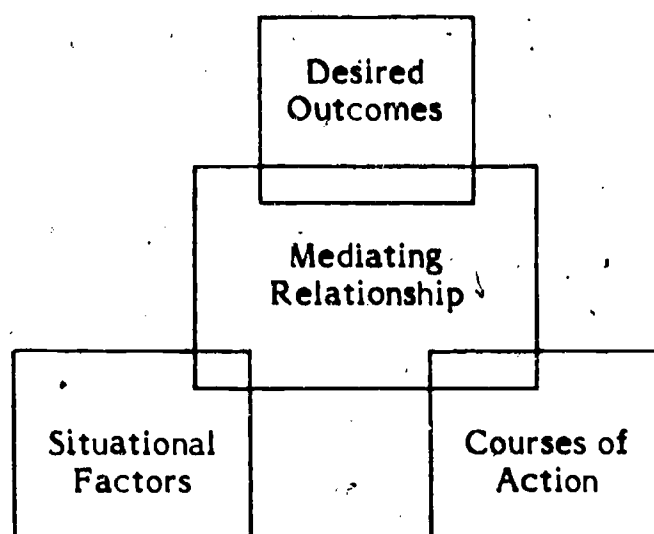 Desired
Outcomes
Mediating
Relationship
Situational
Factors
Courses of
Action